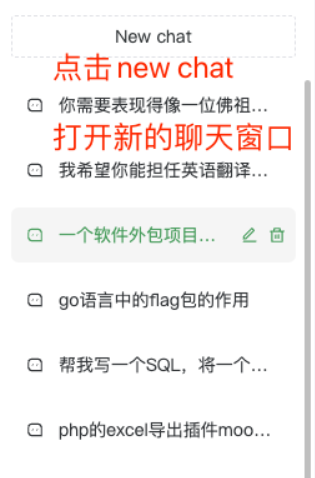 New chat
点击new chat
你需要表现得像一位佛祖...
打开新的聊天窗口
我希望你能担任英语翻译...
一个软件外包项目...
go语言中的flag包的作用
帮我写一个SQL，将一个...
php的excel导出插件moo...